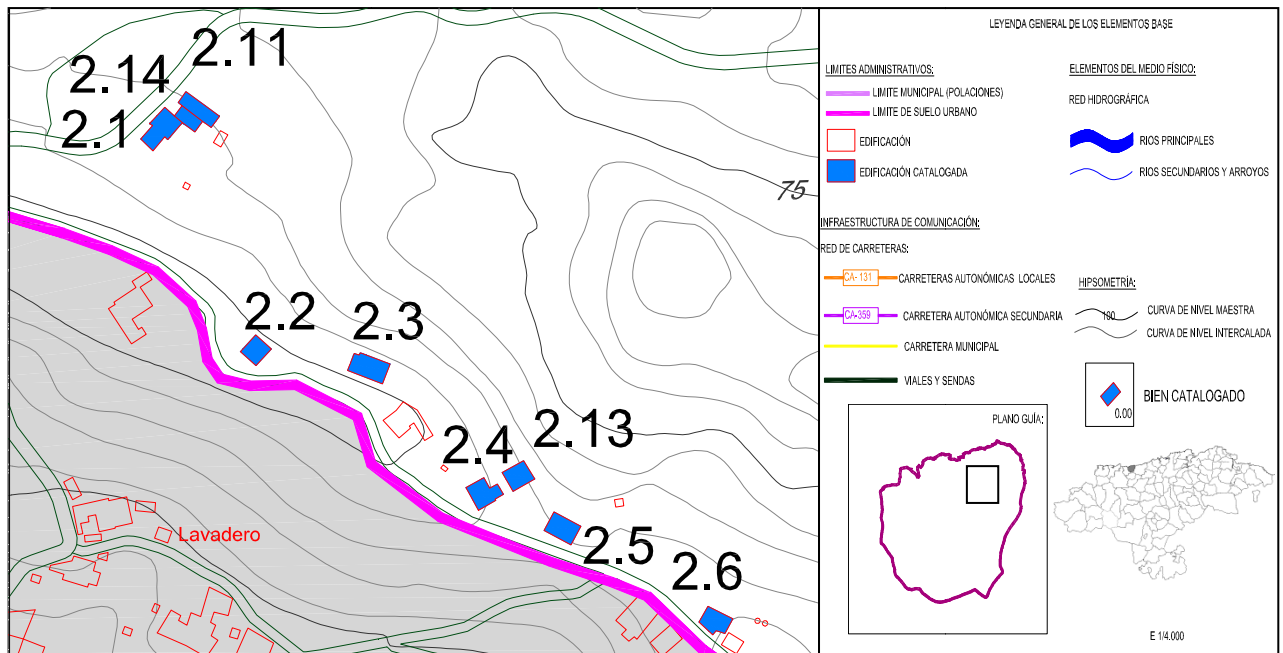 2.11
2.14
2.1
75
2.2
2.3
2.13
2.4
2.5
2.6
Lavadero
LEYENDA GENERAL DE LOS ELEMENTOS BASE
LIMITES ADMINISTRATIVOS:
LIMITE MUNICIPAL (POLACIONES)
LIMITE DE SUELO URBANO
EDIFICACIÓN
EDIFICACIÓN CATALOGADA
ELEMENTOS DEL MEDIO FÍSICO:
RED HIDROGRÁFICA
RIOS PRINCIPALES
RIOS SECUNDARIOS Y ARROYOS
INFRAESTRUCTURA DE COMUNICACIÓN:
RED DE CARRETERAS:
CA- 131 CARRETERAS AUTONÓMICAS LOCALES
CA-359 CARRETERA AUTONÓMICA SECUNDARIA
CARRETERA MUNICIPAL
VIALES Y SENDAS
HIPSOMETRÍA:
100 CURVA DE NIVEL MAESTRA
CURVA DE NIVEL INTERCALADA
0.00 BIEN CATALOGADO
PLANO GUÍA:
E 1/4.000